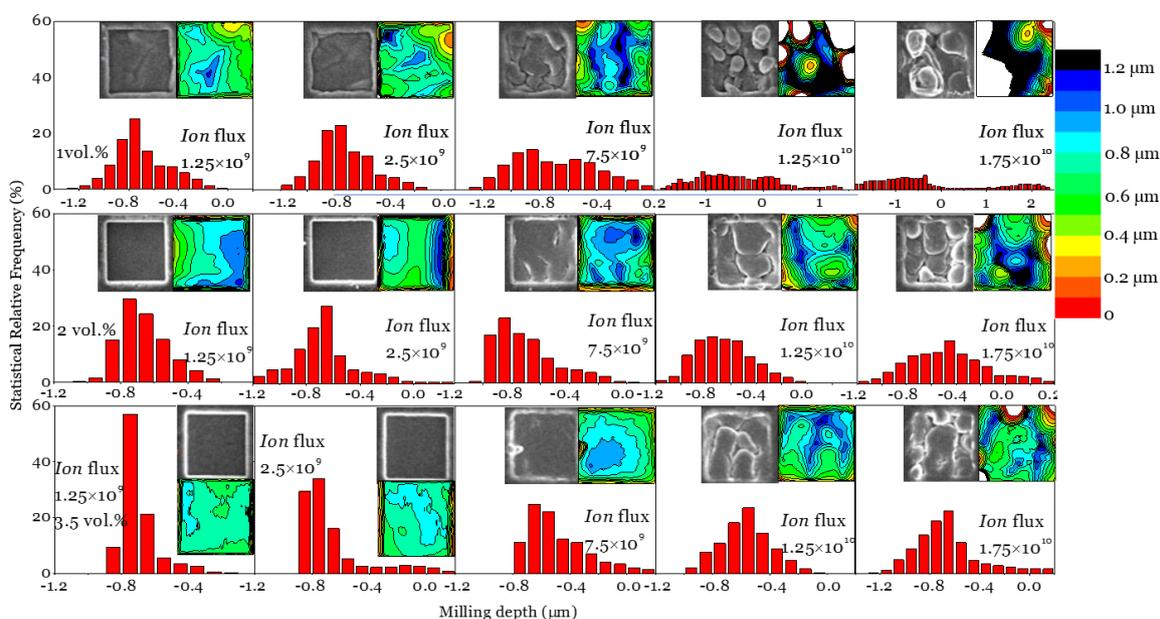 Statistical Relative Frequency (%)
60
40
20
0
1vol.%
Ion flux
1.25×10⁹
Ion flux
2.5×10⁹
Ion flux
7.5×10⁹
Ion flux
1.25×10¹⁰
Ion flux
1.75×10¹⁰
-1.2 -0.8 -0.4 0.0
-1.2 -0.8 -0.4 0.0
-1.2 -0.8 -0.4 0.2
-1 0 1
-1 0 1 2
1.2 µm
1.0 µm
0.8 µm
0.6 µm
0.4 µm
0.2 µm
0
60
40
20
0
2 vol.%
Ion flux
1.25×10⁹
Ion flux
2.5×10⁹
Ion flux
7.5×10⁹
Ion flux
1.25×10¹⁰
Ion flux
1.75×10¹⁰
-1.2 -0.8 -0.4
-1.2 -0.8 -0.4 0.0
-1.2 -0.8 -0.4 0.0
-1.2 -0.8 -0.4 0.0
-1.2 -0.8 -0.4 0.0 0.2
60
40
20
0
Ion flux
1.25×10⁹
3.5 vol.%
Ion flux
2.5×10⁹
Ion flux
7.5×10⁹
Ion flux
1.25×10¹⁰
Ion flux
1.75×10¹⁰
-1.2 -0.8 -0.4
-1.2 -0.8 -0.4 0.0
-1.2 -0.8 -0.4 0.0
-1.2 -0.8 -0.4 0.0
-1.2 -0.8 -0.4 0.0
Milling depth (µm)